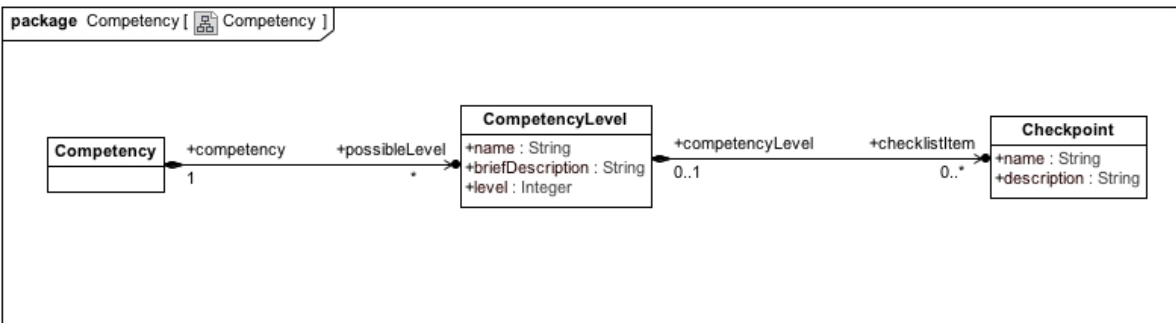 package Competency [ Competency ]
Competency
+competency
1
+possibleLevel
*
CompetencyLevel
+name : String
+briefDescription : String
+level : Integer
+competencyLevel
0..1
+checklistItem
0..*
Checkpoint
+name : String
+description : String